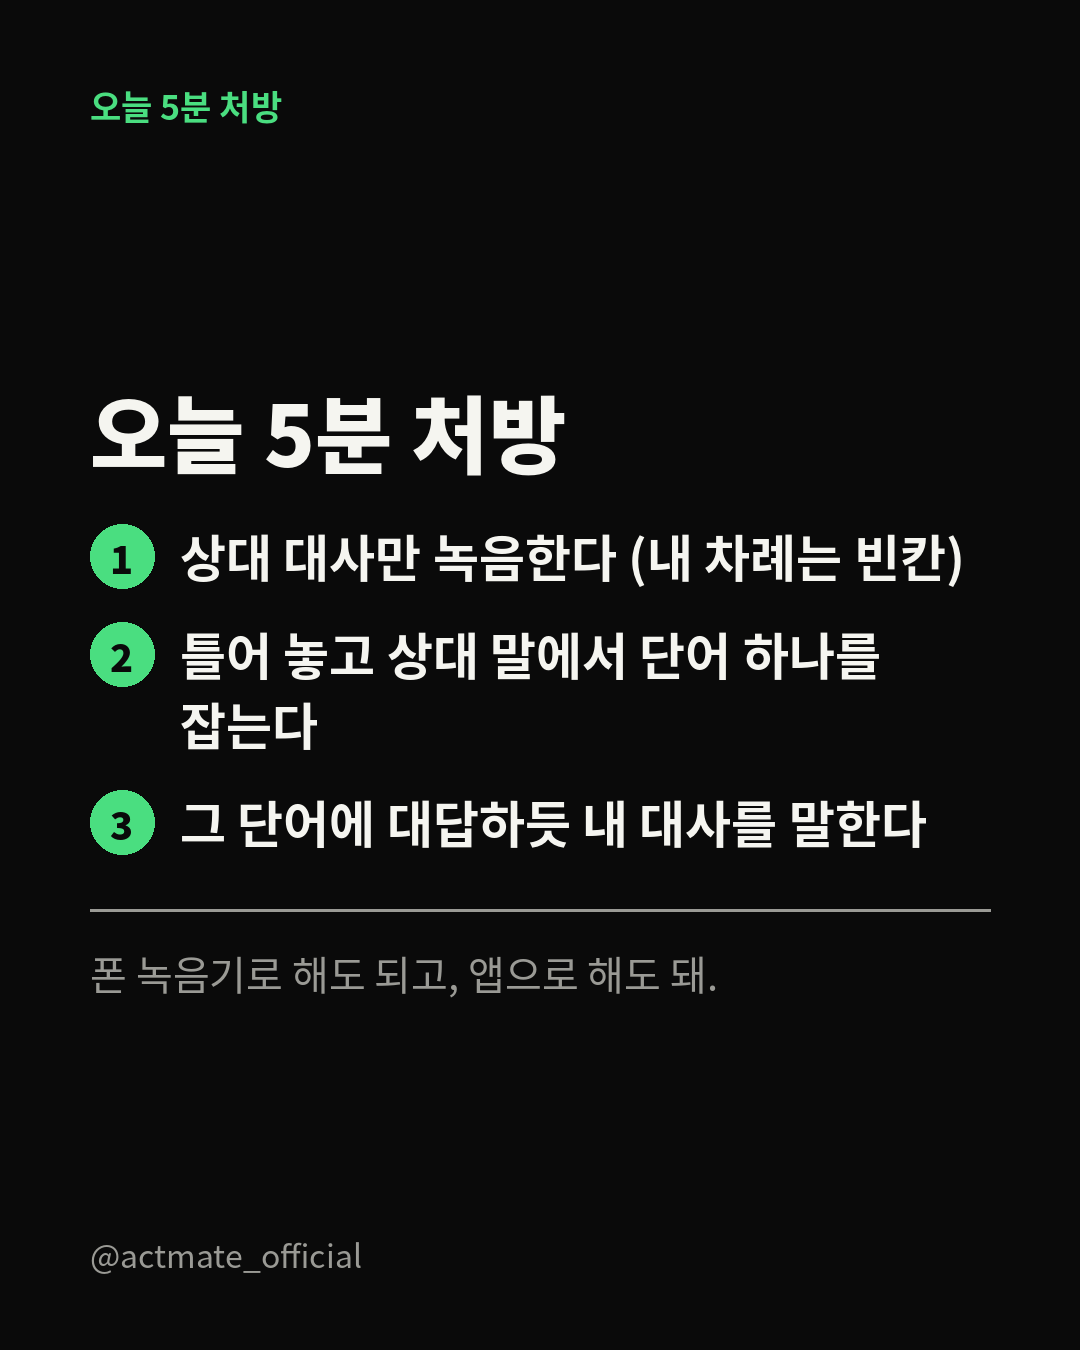 오늘 5분 처방
오늘 5분 처방
1 상대 대사만 녹음한다 (내 차례는 빈칸)
2 틀어 놓고 상대 말에서 단어 하나를
잡는다
3 그 단어에 대답하듯 내 대사를 말한다
폰 녹음기로 해도 되고, 앱으로 해도 돼.
@actmate_official